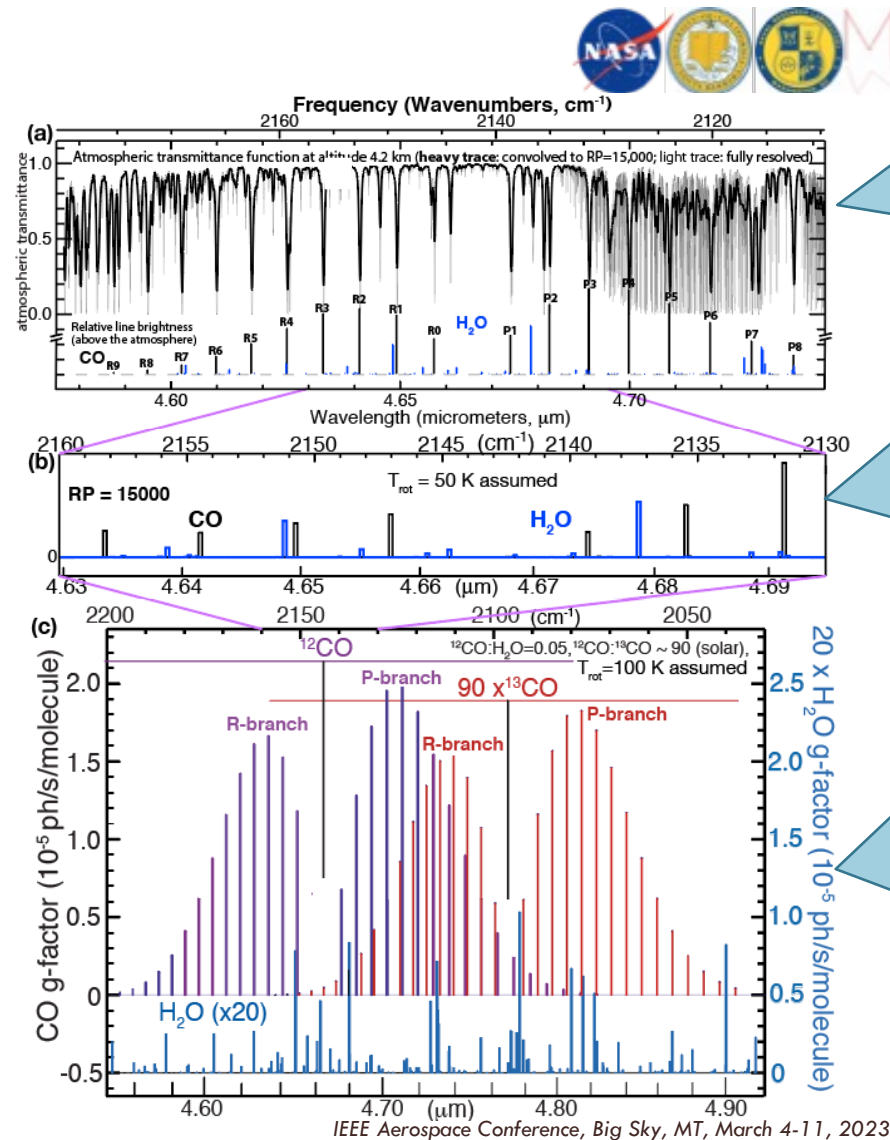 NASA
Frequency (Wavenumbers, cm-1)
2160 2140 2120
(a)
Atmospheric transmittance function at altitude 4.2 km (heavy trace: convolved to RP=15,000; light trace: fully resolved)
atmospheric transmittance
1.0
0.5
0.0
Relative line brightness
(above the atmosphere)
CO
R9 R8 R7 R6 R5 R4 R3 R2 R1 R0 P1 P2 P3 P4 P5 P6 P7 P8
H2O
4.60 4.65 4.70
Wavelength (micrometers, μm)
2160 2155 2150 2145 (cm-1) 2140 2135 2130
(b)
RP = 15000
Trot = 50 K assumed
CO
H2O
0
4.63 4.64 4.65 4.66 (μm) 4.67 4.68 4.69
2200 2150 2100 (cm-1) 2050
(c)
12CO
12CO:H2O=0.05, 12CO:13CO ~ 90 (solar),
Trot=100 K assumed
90 x13CO
P-branch
R-branch
R-branch
P-branch
CO g-factor (10-5 ph/s/molecule)
2.0
1.5
1.0
0.5
0
-0.5
20 x H2O g-factor (10-5 ph/s/molecule)
2.5
2.0
1.5
1.0
0.5
0
H2O (x20)
4.60 4.70 (μm) 4.80 4.90
IEEE Aerospace Conference, Big Sky, MT, March 4-11, 2023